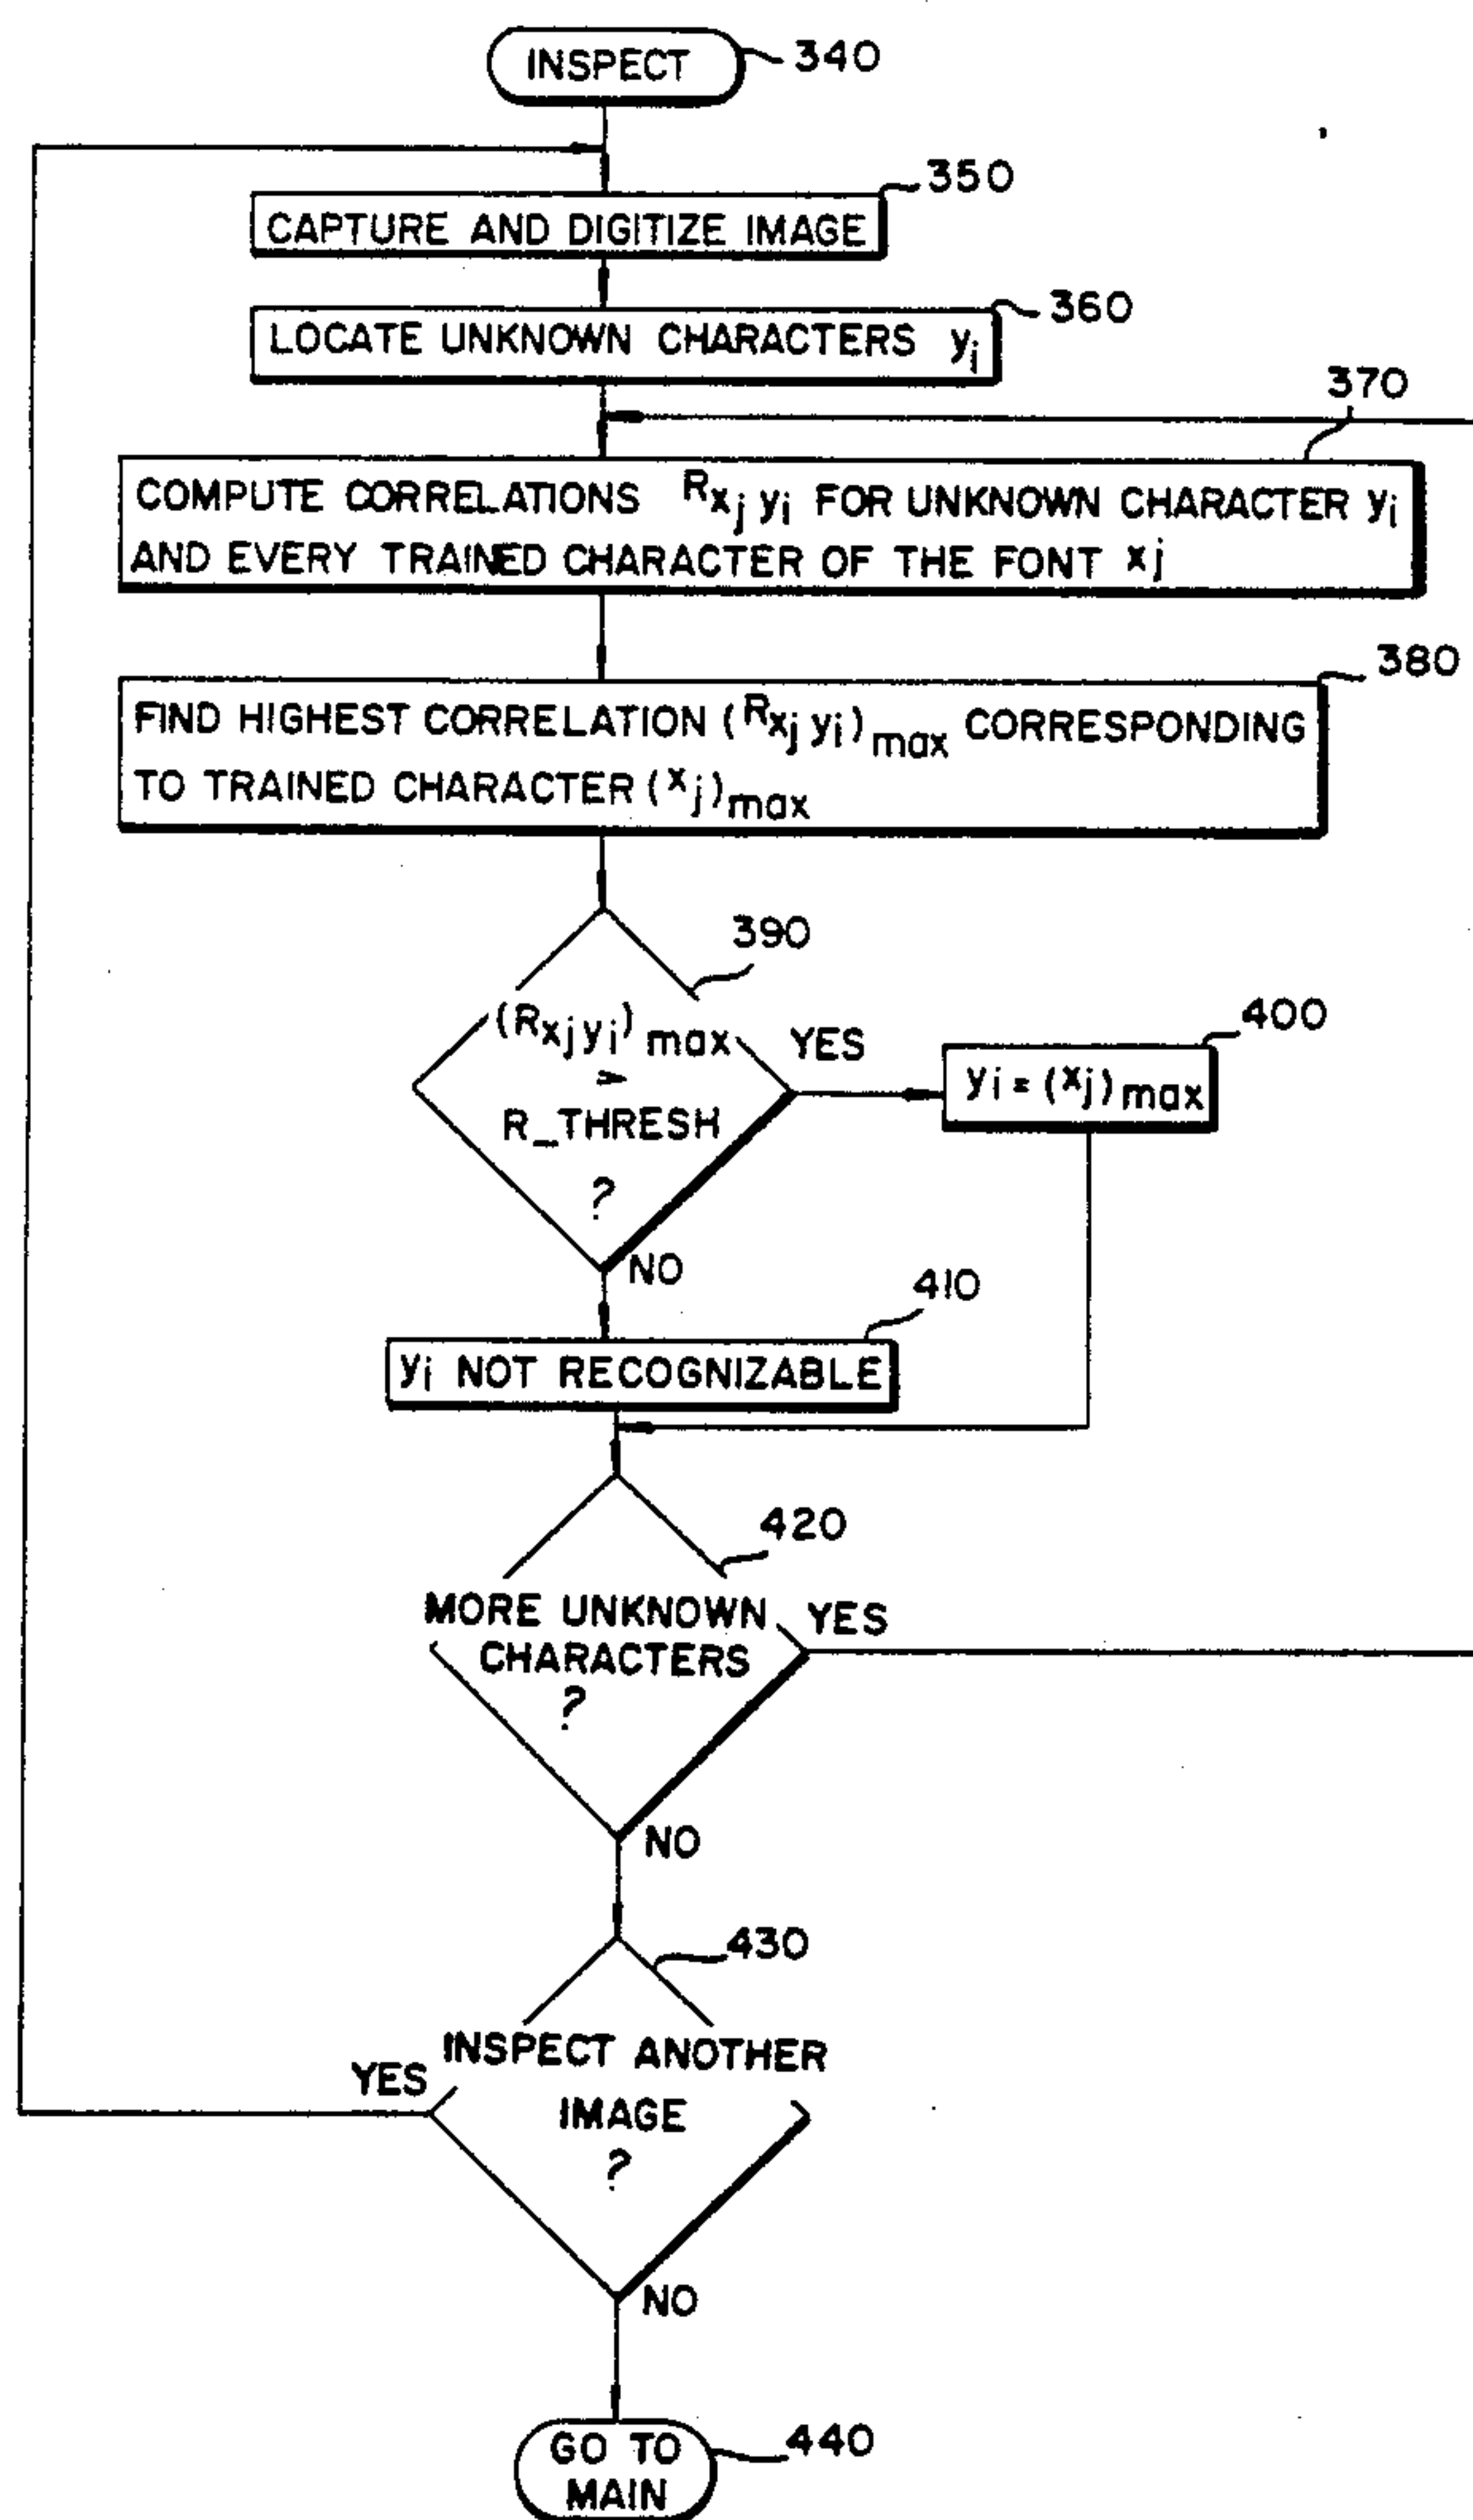 INSPECT 340
350
CAPTURE AND DIGITIZE IMAGE
360
LOCATE UNKNOWN CHARACTERS yi
370
COMPUTE CORRELATIONS Rxj yi FOR UNKNOWN CHARACTER yi
AND EVERY TRAINED CHARACTER OF THE FONT xj
380
FIND HIGHEST CORRELATION (Rxj yi)max CORRESPONDING
TO TRAINED CHARACTER (xj)max
390
400
(Rxj yi)max YES
yi = (xj)max
>
R_THRESH
?
NO
410
yi NOT RECOGNIZABLE
420
MORE UNKNOWN YES
CHARACTERS
?
NO
430
INSPECT ANOTHER
YES
IMAGE
?
NO
GO TO 440
MAIN